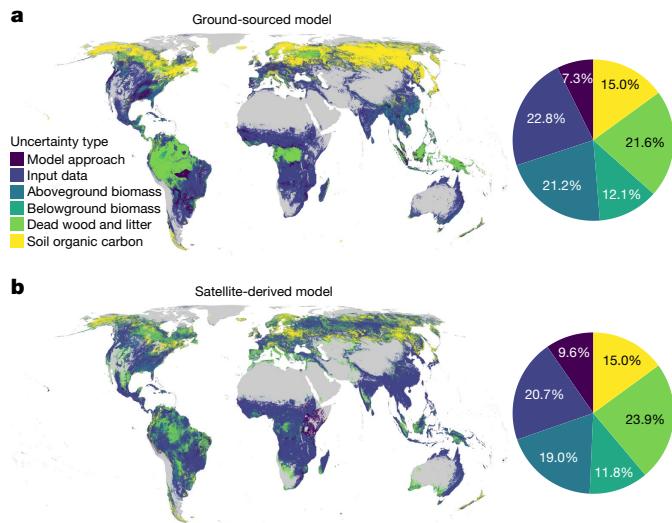 a
Ground-sourced model
Uncertainty type
Model approach
Input data
Aboveground biomass
Belowground biomass
Dead wood and litter
Soil organic carbon
7.3%
15.0%
22.8%
21.6%
21.2%
12.1%
b
Satellite-derived model
9.6%
15.0%
20.7%
23.9%
19.0%
11.8%